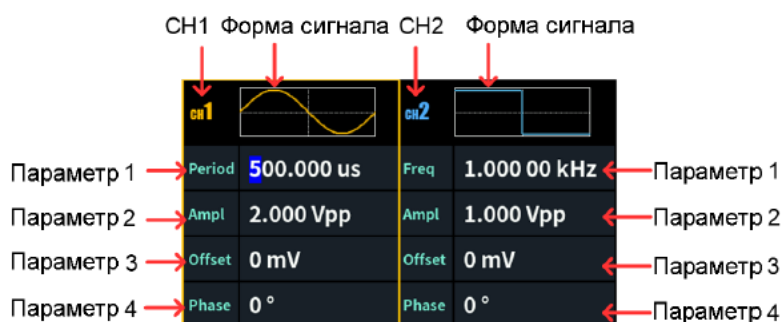 CH1 Форма сигнала CH2 Форма сигнала
CH1 CH2
Параметр 1 Period 500.000 us Freq 1.000 00 kHz Параметр 1
Параметр 2 Ampl 2.000 Vpp Ampl 1.000 Vpp Параметр 2
Параметр 3 Offset 0 mV Offset 0 mV Параметр 3
Параметр 4 Phase 0 ° Phase 0 ° Параметр 4